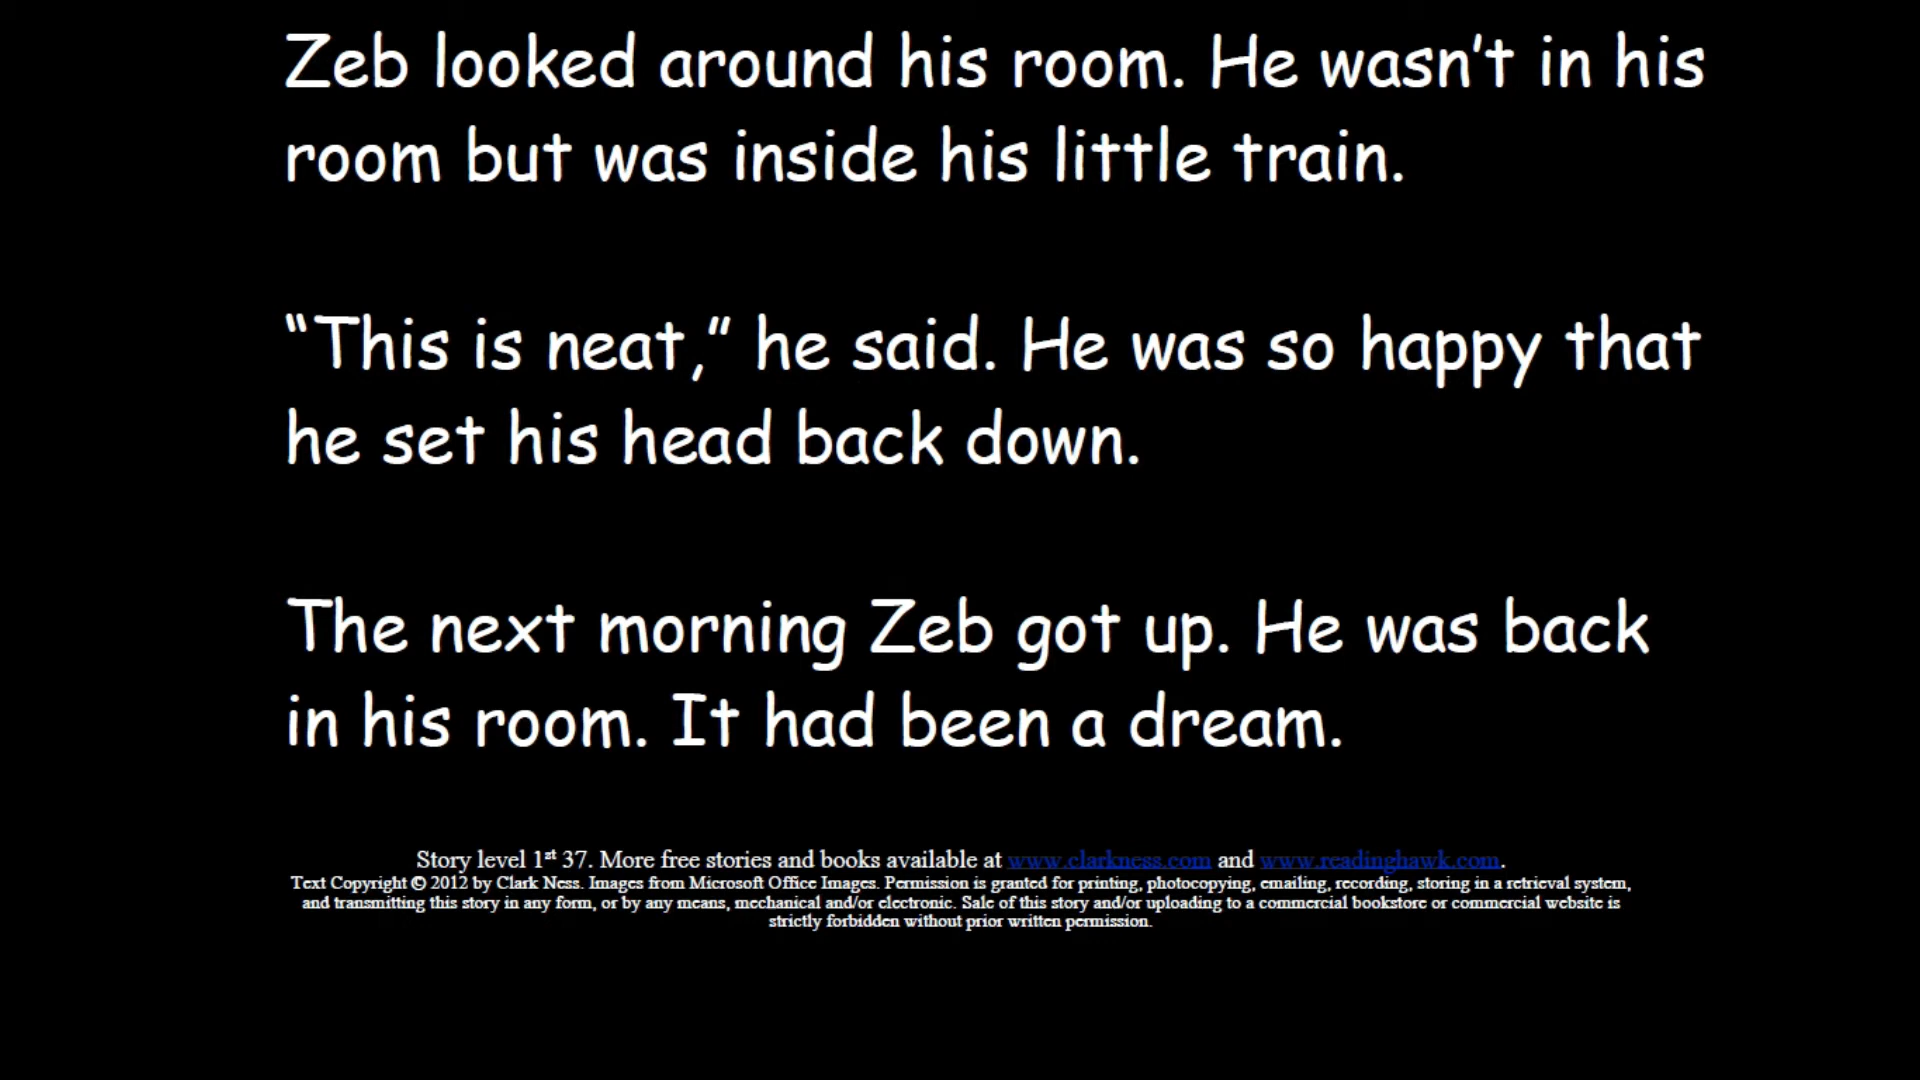 Zeb looked around his room. He wasn’t in his
room but was inside his little train.
“This is neat,” he said. He was so happy that
he set his head back down.
The next morning Zeb got up. He was back
in his room. It had been a dream.
Story level 1st 37. More free stories and books available at www.clarkness.com and www.readinghawk.com.
Text Copyright © 2012 by Clark Ness. Images from Microsoft Office Images. Permission is granted for printing, photocopying, emailing, recording, storing in a retrieval system,
and transmitting this story in any form, or by any means, mechanical and/or electronic. Sale of this story and/or uploading to a commercial bookstore or commercial website is
strictly forbidden without prior written permission.